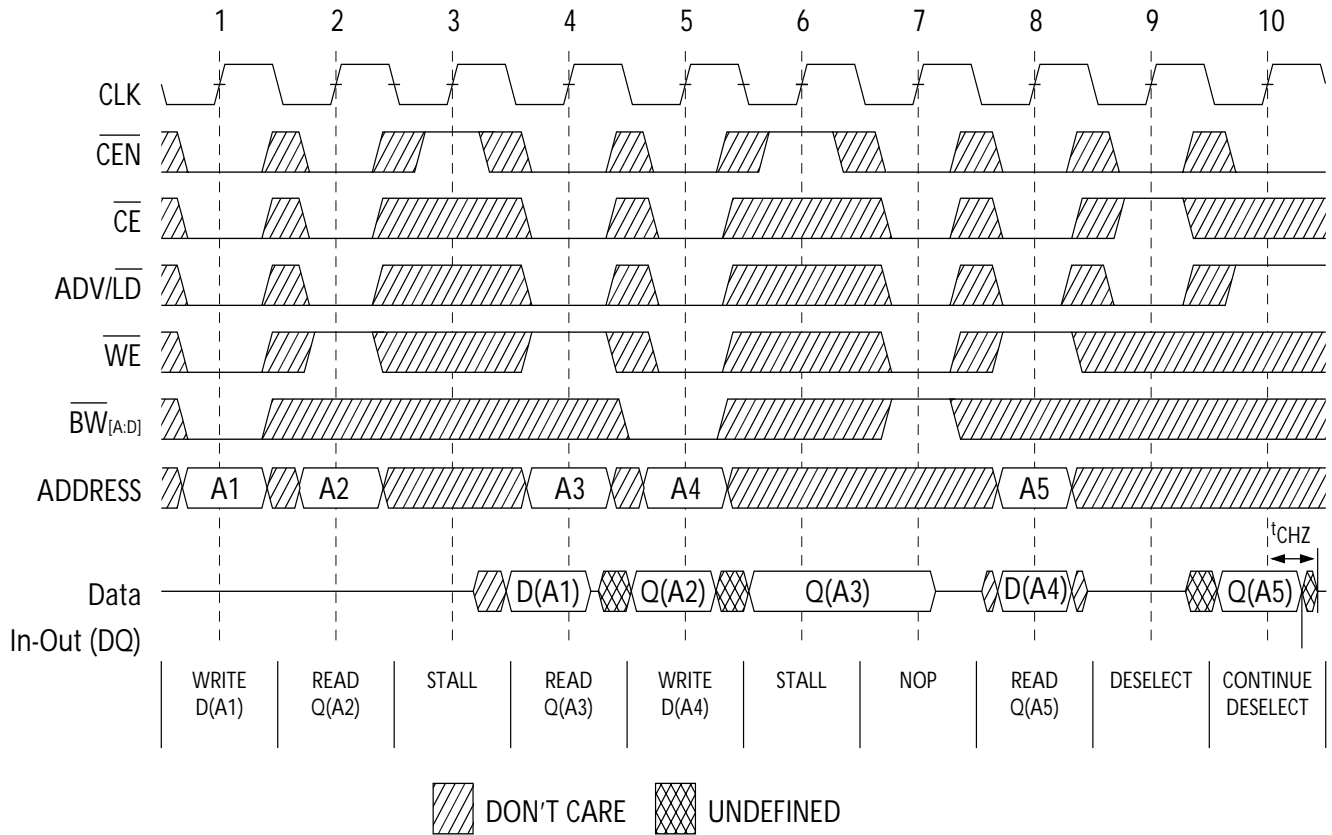 1 2 3 4 5 6 7 8 9 10
CLK
CEN
CE
ADV/LD
WE
BW[A:D]
ADDRESS A1 A2 A3 A4 A5
tCHZ
Data D(A1) Q(A2) Q(A3) D(A4) Q(A5)
In-Out (DQ)
WRITE READ STALL READ WRITE STALL NOP READ DESELECT CONTINUE
D(A1) Q(A2) Q(A3) D(A4) Q(A5) DESELECT
DON'T CARE UNDEFINED